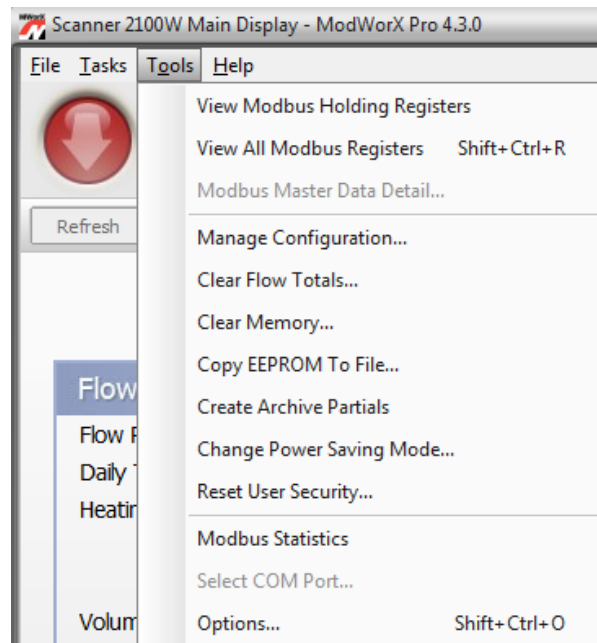 Scanner 2100W Main Display - ModWorX Pro 4.3.0
File Tasks Tools Help
View Modbus Holding Registers
View All Modbus Registers Shift+Ctrl+R
Modbus Master Data Detail...
Refresh
Manage Configuration...
Clear Flow Totals...
Clear Memory...
Copy EEPROM To File...
Flow
Create Archive Partials
Flow
Change Power Saving Mode...
Daily
Reset User Security...
Modbus Statistics
Select COM Port...
Options... Shift+Ctrl+O